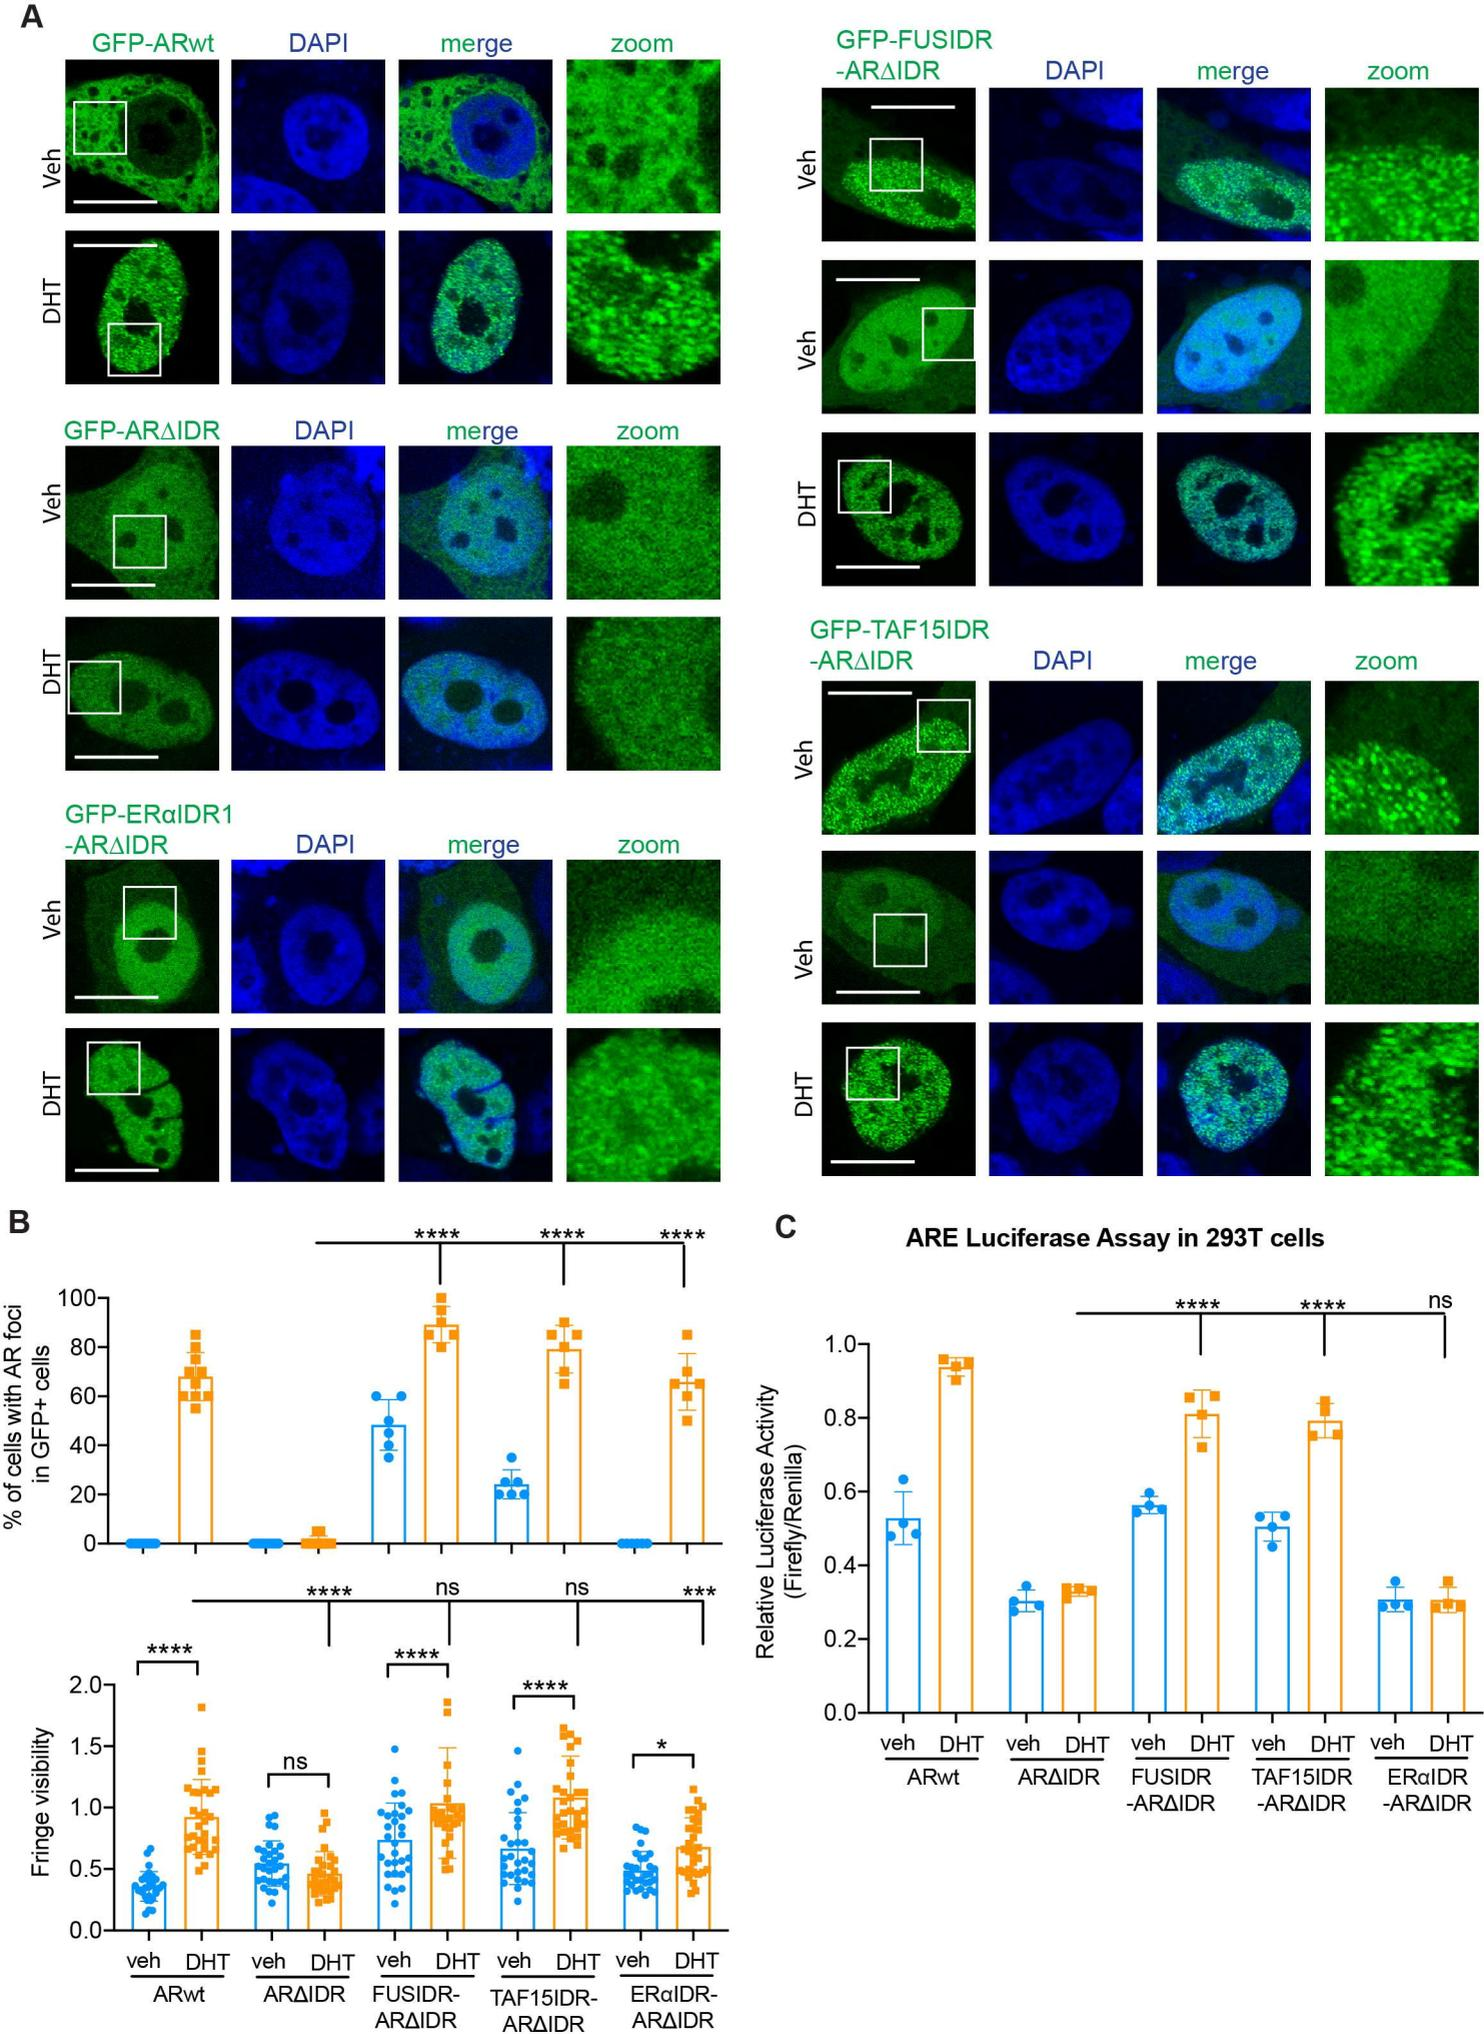 A
GFP-ARwt DAPI merge zoom
Veh
DHT
GFP-ARΔIDR DAPI merge zoom
Veh
DHT
GFP-ERαIDR1
-ARΔIDR DAPI merge zoom
Veh
DHT
GFP-FUSIDR
-ARΔIDR DAPI merge zoom
Veh
Veh
DHT
GFP-TAF15IDR
-ARΔIDR DAPI merge zoom
Veh
Veh
DHT
B
**** **** ****
% of cells with AR foci
in GFP+ cells
100
80
60
40
20
0
**** ns ns ***
**** ns **** **** *
Fringe visibility
2.0
1.5
1.0
0.5
0.0
veh DHT veh DHT veh DHT veh DHT veh DHT
ARwt ARΔIDR FUSIDR- TAF15IDR- ERαIDR-
ARΔIDR ARΔIDR ARΔIDR
C
ARE Luciferase Assay in 293T cells
**** **** ns
Relative Luciferase Activity
(Firefly/Renilla)
1.0
0.8
0.6
0.4
0.2
0.0
veh DHT veh DHT veh DHT veh DHT veh DHT
ARwt ARΔIDR FUSIDR TAF15IDR ERαIDR
-ARΔIDR -ARΔIDR -ARΔIDR